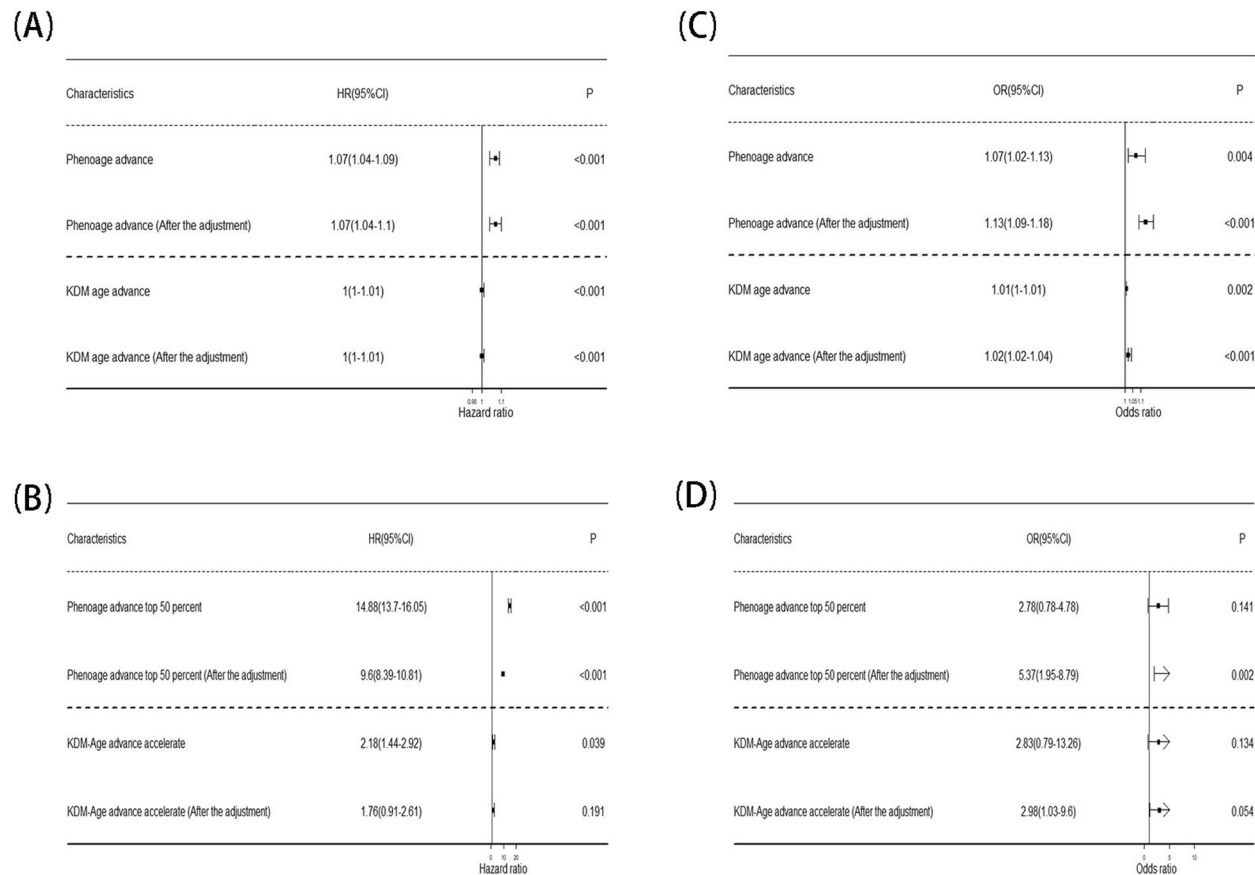 (A)
Characteristics HR(95%CI) P
Phenoage advance 1.07(1.04-1.09) <0.001
Phenoage advance (After the adjustment) 1.07(1.04-1.1) <0.001
KDM age advance 1(1-1.01) <0.001
KDM age advance (After the adjustment) 1(1-1.01) <0.001
0.95 1 1.1
Hazard ratio
(C)
Characteristics OR(95%CI) P
Phenoage advance 1.07(1.02-1.13) 0.004
Phenoage advance (After the adjustment) 1.13(1.09-1.18) <0.001
KDM age advance 1.01(1-1.01) 0.002
KDM age advance (After the adjustment) 1.02(1.02-1.04) <0.001
1 1.05 1.1
Odds ratio
(B)
Characteristics HR(95%CI) P
Phenoage advance top 50 percent 14.88(13.7-16.05) <0.001
Phenoage advance top 50 percent (After the adjustment) 9.6(8.39-10.81) <0.001
KDM-Age advance accelerate 2.18(1.44-2.92) 0.039
KDM-Age advance accelerate (After the adjustment) 1.76(0.91-2.61) 0.191
0 10 20
Hazard ratio
(D)
Characteristics OR(95%CI) P
Phenoage advance top 50 percent 2.78(0.78-4.78) 0.141
Phenoage advance top 50 percent (After the adjustment) 5.37(1.95-8.79) 0.002
KDM-Age advance accelerate 2.83(0.79-13.26) 0.134
KDM-Age advance accelerate (After the adjustment) 2.98(1.03-9.6) 0.054
0 5 10
Odds ratio